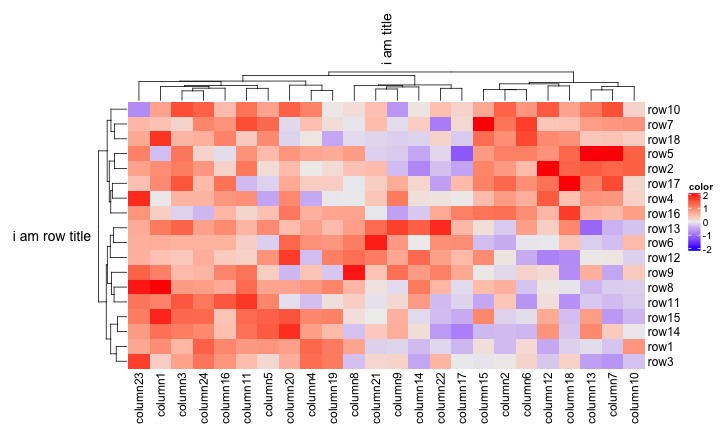 i am title
i am row title
row10
row7
row18
row5
row2
row17
row4
row16
row13
row6
row12
row9
row8
row11
row15
row14
row1
row3
color
2
1
0
-1
-2
column23
column1
column3
column24
column16
column11
column5
column20
column4
column19
column8
column21
column9
column14
column22
column17
column15
column2
column6
column12
column18
column13
column7
column10